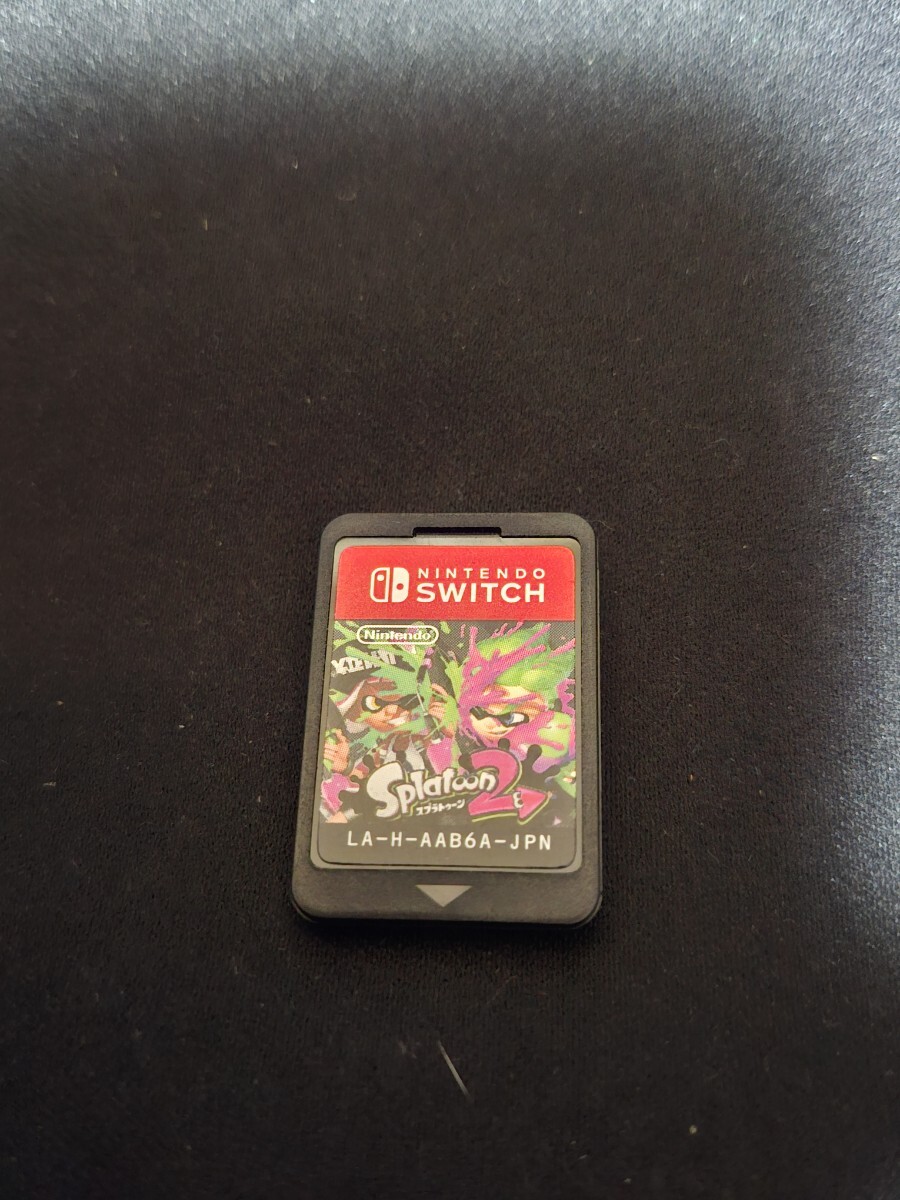 NINTENDO
SWITCH
Nintendo
Splatoon 2
スプラトゥーン
LA-H-AAB6A-JPN